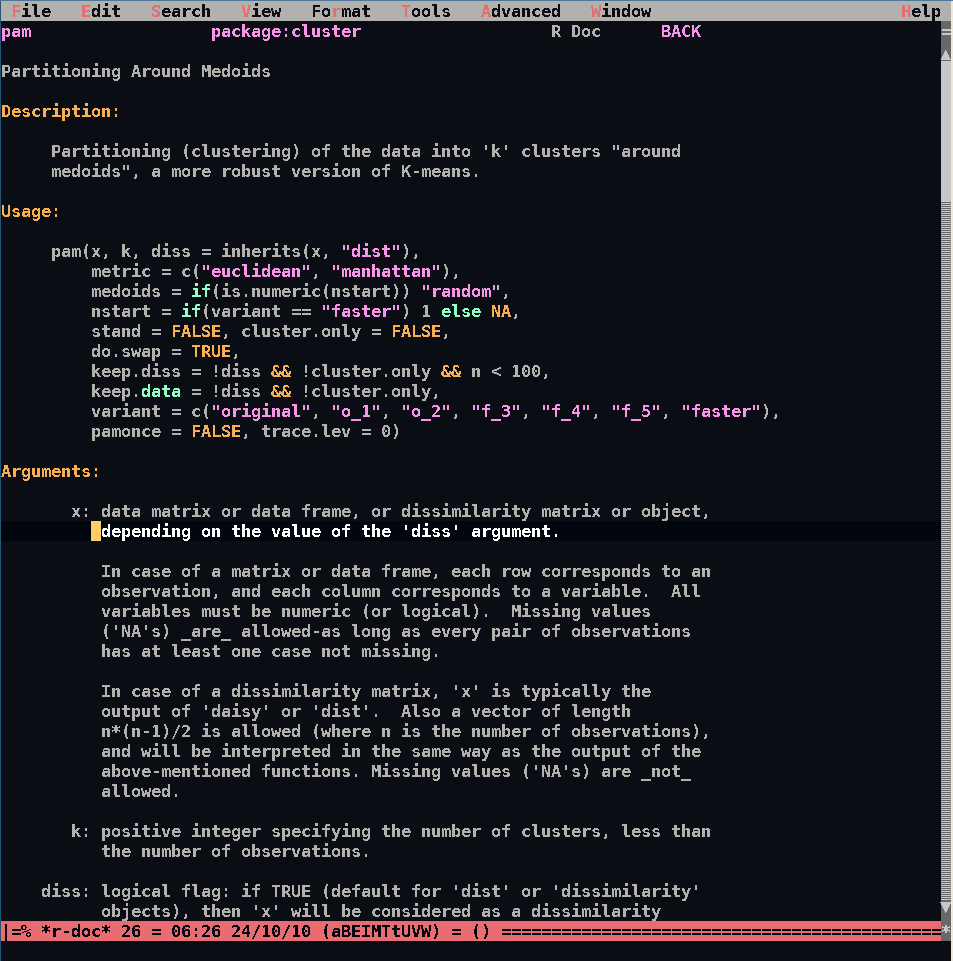 File Edit Search View Format Tools Advanced Window Help
pam package:cluster R Doc BACK
Partitioning Around Medoids
Description:
Partitioning (clustering) of the data into 'k' clusters "around
medoids", a more robust version of K-means.
Usage:
pam(x, k, diss = inherits(x, "dist"),
metric = c("euclidean", "manhattan"),
medoids = if(is.numeric(nstart)) "random",
nstart = if(variant == "faster") 1 else NA,
stand = FALSE, cluster.only = FALSE,
do.swap = TRUE,
keep.diss = !diss && !cluster.only && n < 100,
keep.data = !diss && !cluster.only,
variant = c("original", "o_1", "o_2", "f_3", "f_4", "f_5", "faster"),
pamonce = FALSE, trace.lev = 0)
Arguments:
x: data matrix or data frame, or dissimilarity matrix or object,
depending on the value of the 'diss' argument.
In case of a matrix or data frame, each row corresponds to an
observation, and each column corresponds to a variable.  All
variables must be numeric (or logical).  Missing values
('NA's) _are_ allowed-as long as every pair of observations
has at least one case not missing.
In case of a dissimilarity matrix, 'x' is typically the
output of 'daisy' or 'dist'.  Also a vector of length
n*(n-1)/2 is allowed (where n is the number of observations),
and will be interpreted in the same way as the output of the
above-mentioned functions. Missing values ('NA's) are _not_
allowed.
k: positive integer specifying the number of clusters, less than
the number of observations.
diss: logical flag: if TRUE (default for 'dist' or 'dissimilarity'
objects), then 'x' will be considered as a dissimilarity
|=% *r-doc* 26 = 06:26 24/10/10 (aBEIMTtUVW) = () ============================================*